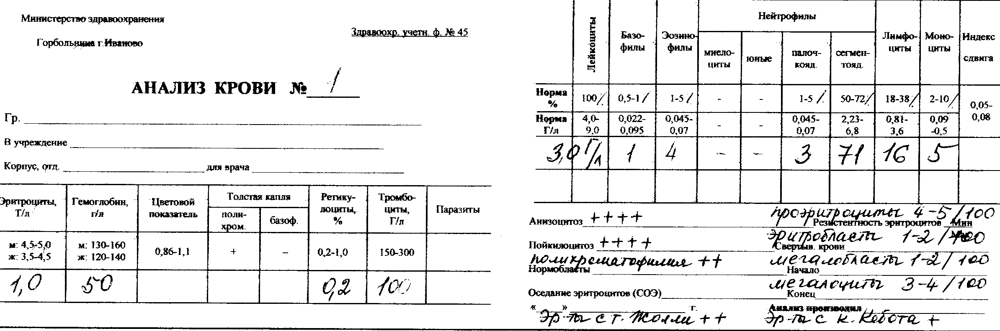 Министерство здравоохранения
Горбольница г.Иваново
Здравоохр. учетн. ф. № 45
АНАЛИЗ КРОВИ № 1
Гр.
В учреждение
Корпус, отд. для врача
Эритроциты, Т/л
Гемоглобин, г/л
Цветовой показатель
Толстая капля
поли-хром.
базоф.
Ретику-лоциты, %
Тромбо-циты, Г/л
Паразиты
м: 4,5-5,0 м: 130-160
ж: 3,5-4,5 ж: 120-140 0,86-1,1 + – 0,2-1,0 150-300
1,0 50 0,2 100
Лейкоциты
Базо-филы
Эозино-филы
Нейтрофилы
миело-циты
юные
палоч-кояд.
сегмен-тояд.
Лимфо-циты
Моно-циты
Индекс сдвига
Норма % 100% 0,5-1% 1-5% - - 1-5% 50-72% 18-38% 2-10% 0,05-0,08
Норма Г/л 4,0-9,0 0,022-0,095 0,045-0,07 - - 0,045-0,07 2,23-6,8 0,81-3,6 0,09-0,5
3,0 Г/л 1 4 - - 3 71 16 5
Анизоцитоз ++++
проэритроциты 4-5/100
Резистентность эритроцитов Мин
эритробласты 1-2/100
Пойкилоцитоз ++++
Свертыв. крови
полихроматофилия ++
мегалобласты 1-2/100
Нормобласты
Начало
мегалоциты 3-4/100
Оседание эритроцитов (СОЭ)
Конец
« » г.
Анализ производил
Эр-ты с т. Жолли ++
Эр-ты с к. Кебота +